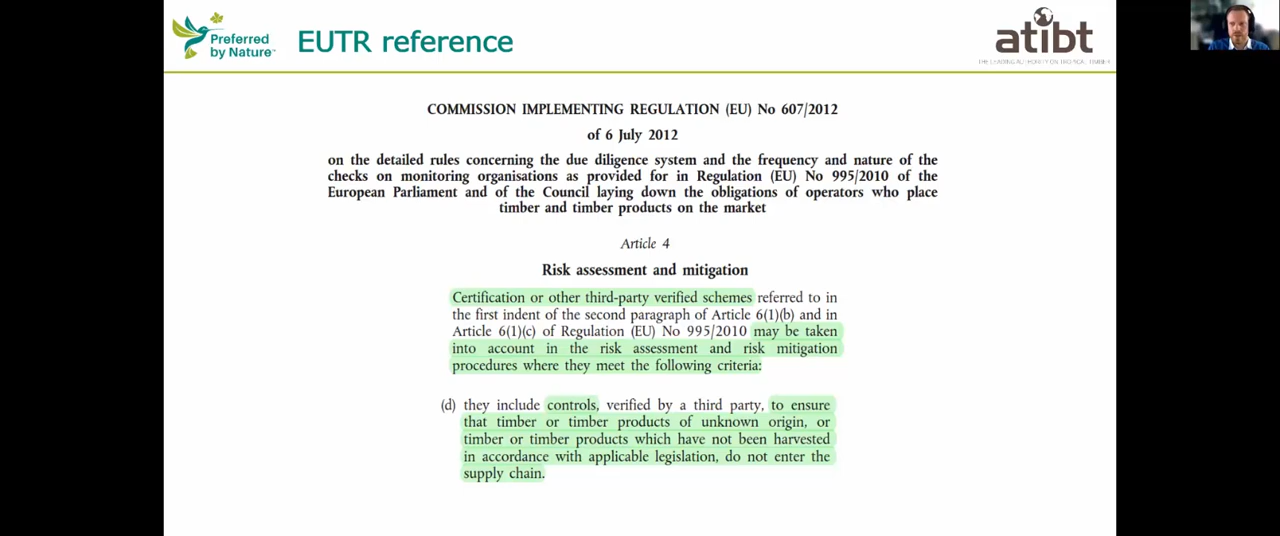 Preferred
by Nature™
EUTR reference
atibt
THE LEADING AUTHORITY ON TROPICAL TIMBER
COMMISSION IMPLEMENTING REGULATION (EU) No 607/2012
of 6 July 2012
on the detailed rules concerning the due diligence system and the frequency and nature of the
checks on monitoring organisations as provided for in Regulation (EU) No 995/2010 of the
European Parliament and of the Council laying down the obligations of operators who place
timber and timber products on the market
Article 4
Risk assessment and mitigation
Certification or other third-party verified schemes referred to in
the first indent of the second paragraph of Article 6(1)(b) and in
Article 6(1)(c) of Regulation (EU) No 995/2010 may be taken
into account in the risk assessment and risk mitigation
procedures where they meet the following criteria:
(d) they include controls, verified by a third party, to ensure
that timber or timber products of unknown origin, or
timber or timber products which have not been harvested
in accordance with applicable legislation, do not enter the
supply chain.